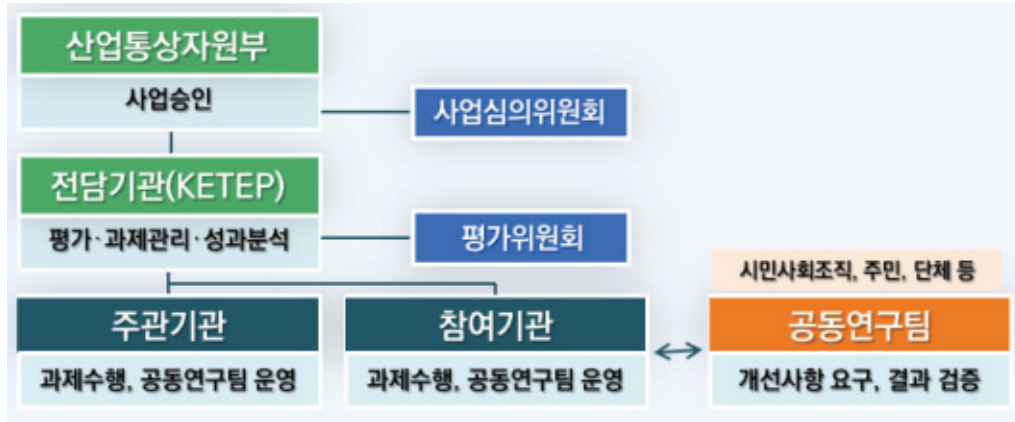 산업통상자원부
사업승인
사업심의위원회
전담기관(KETEP)
평가·과제관리·성과분석
평가위원회
시민사회조직, 주민, 단체 등
주관기관
참여기관
공동연구팀
과제수행, 공동연구팀 운영
과제수행, 공동연구팀 운영
개선사항 요구, 결과 검증